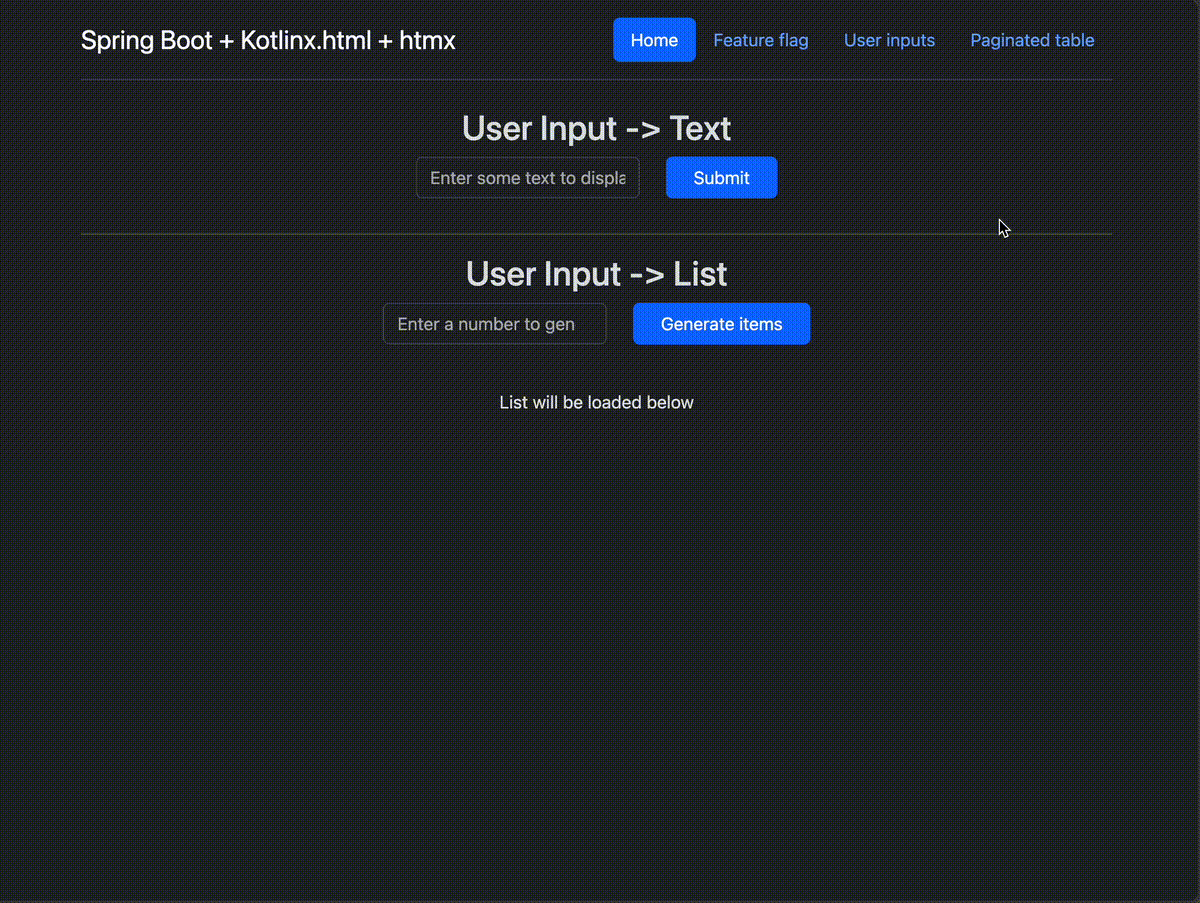 Spring Boot + Kotlinx.html + htmx Home Feature flag User inputs Paginated table
User Input -> Text
Enter some text to displa Submit
User Input -> List
Enter a number to gen Generate items
List will be loaded below